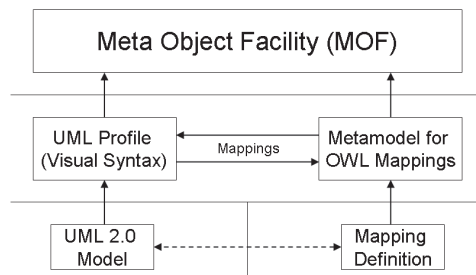 Meta Object Facility (MOF)
UML Profile
(Visual Syntax)
Mappings
Metamodel for
OWL Mappings
UML 2.0
Model
Mapping
Definition